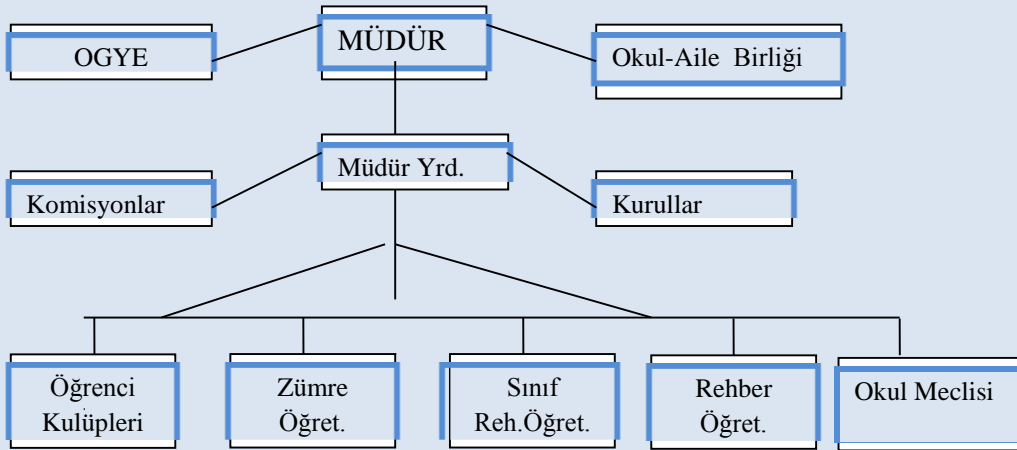 OGYE
MÜDÜR
Okul-Aile Birliği
Komisyonlar
Müdür Yrd.
Kurullar
Öğrenci
Kulüpleri
Zümre
Öğret.
Sınıf
Reh.Öğret.
Rehber
Öğret.
Okul Meclisi